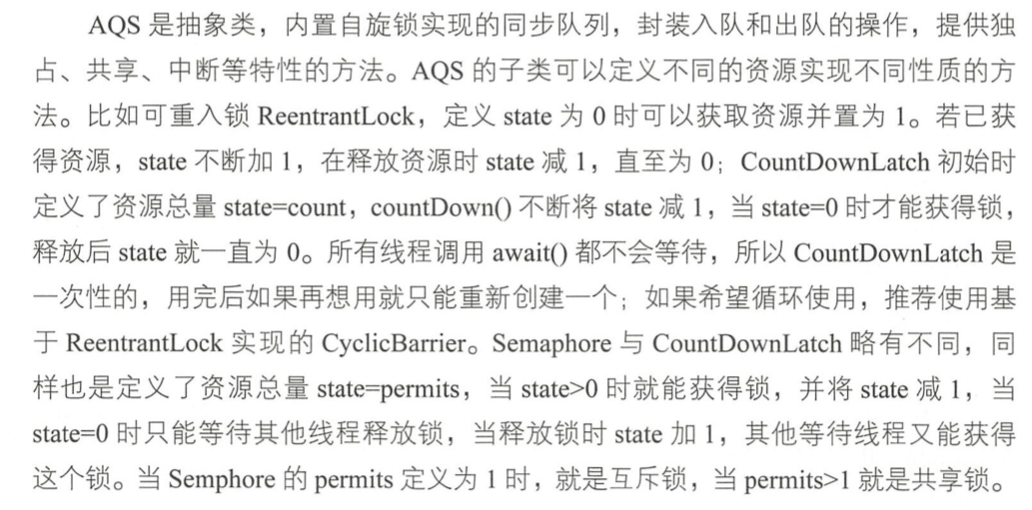 AQS 是抽象类，内置自旋锁实现的同步队列，封装入队和出队的操作，提供独
占、共享、中断等特性的方法。AQS 的子类可以定义不同的资源实现不同性质的方
法。比如可重入锁 ReentrantLock，定义 state 为 0 时可以获取资源并置为 1。若已获
得资源，state 不断加 1，在释放资源时 state 减 1，直至为 0；CountDownLatch 初始时
定义了资源总量 state=count，countDown() 不断将 state 减 1，当 state=0 时才能获得锁，
释放后 state 就一直为 0。所有线程调用 await() 都不会等待，所以 CountDownLatch 是
一次性的，用完后如果再想用就只能重新创建一个；如果希望循环使用，推荐使用基
于 ReentrantLock 实现的 CyclicBarrier。Semaphore 与 CountDownLatch 略有不同，同
样也是定义了资源总量 state=permits，当 state>0 时就能获得锁，并将 state 减 1，当
state=0 时只能等待其他线程释放锁，当释放锁时 state 加 1，其他等待线程又能获得
这个锁。当 Semphore 的 permits 定义为 1 时，就是互斥锁，当 permits>1 就是共享锁。